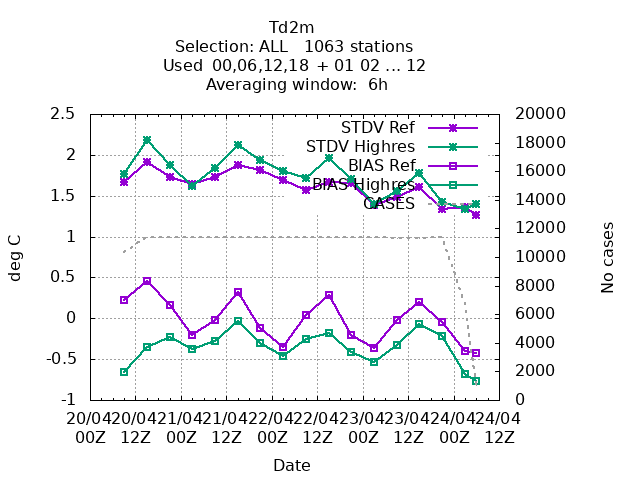 Td2m
Selection: ALL   1063 stations
Used  00,06,12,18  + 01 02 ... 12
Averaging window:  6h
STDV Ref
STDV Highres
BIAS Ref
BIAS Highres
CASES
2.5
2
1.5
1
0.5
0
-0.5
-1
deg C
20000
18000
16000
14000
12000
10000
8000
6000
4000
2000
0
No cases
20/04 20/04 21/04 21/04 22/04 22/04 23/04 23/04 24/04 24/04
00Z 12Z 00Z 12Z 00Z 12Z 00Z 12Z 00Z 12Z
Date